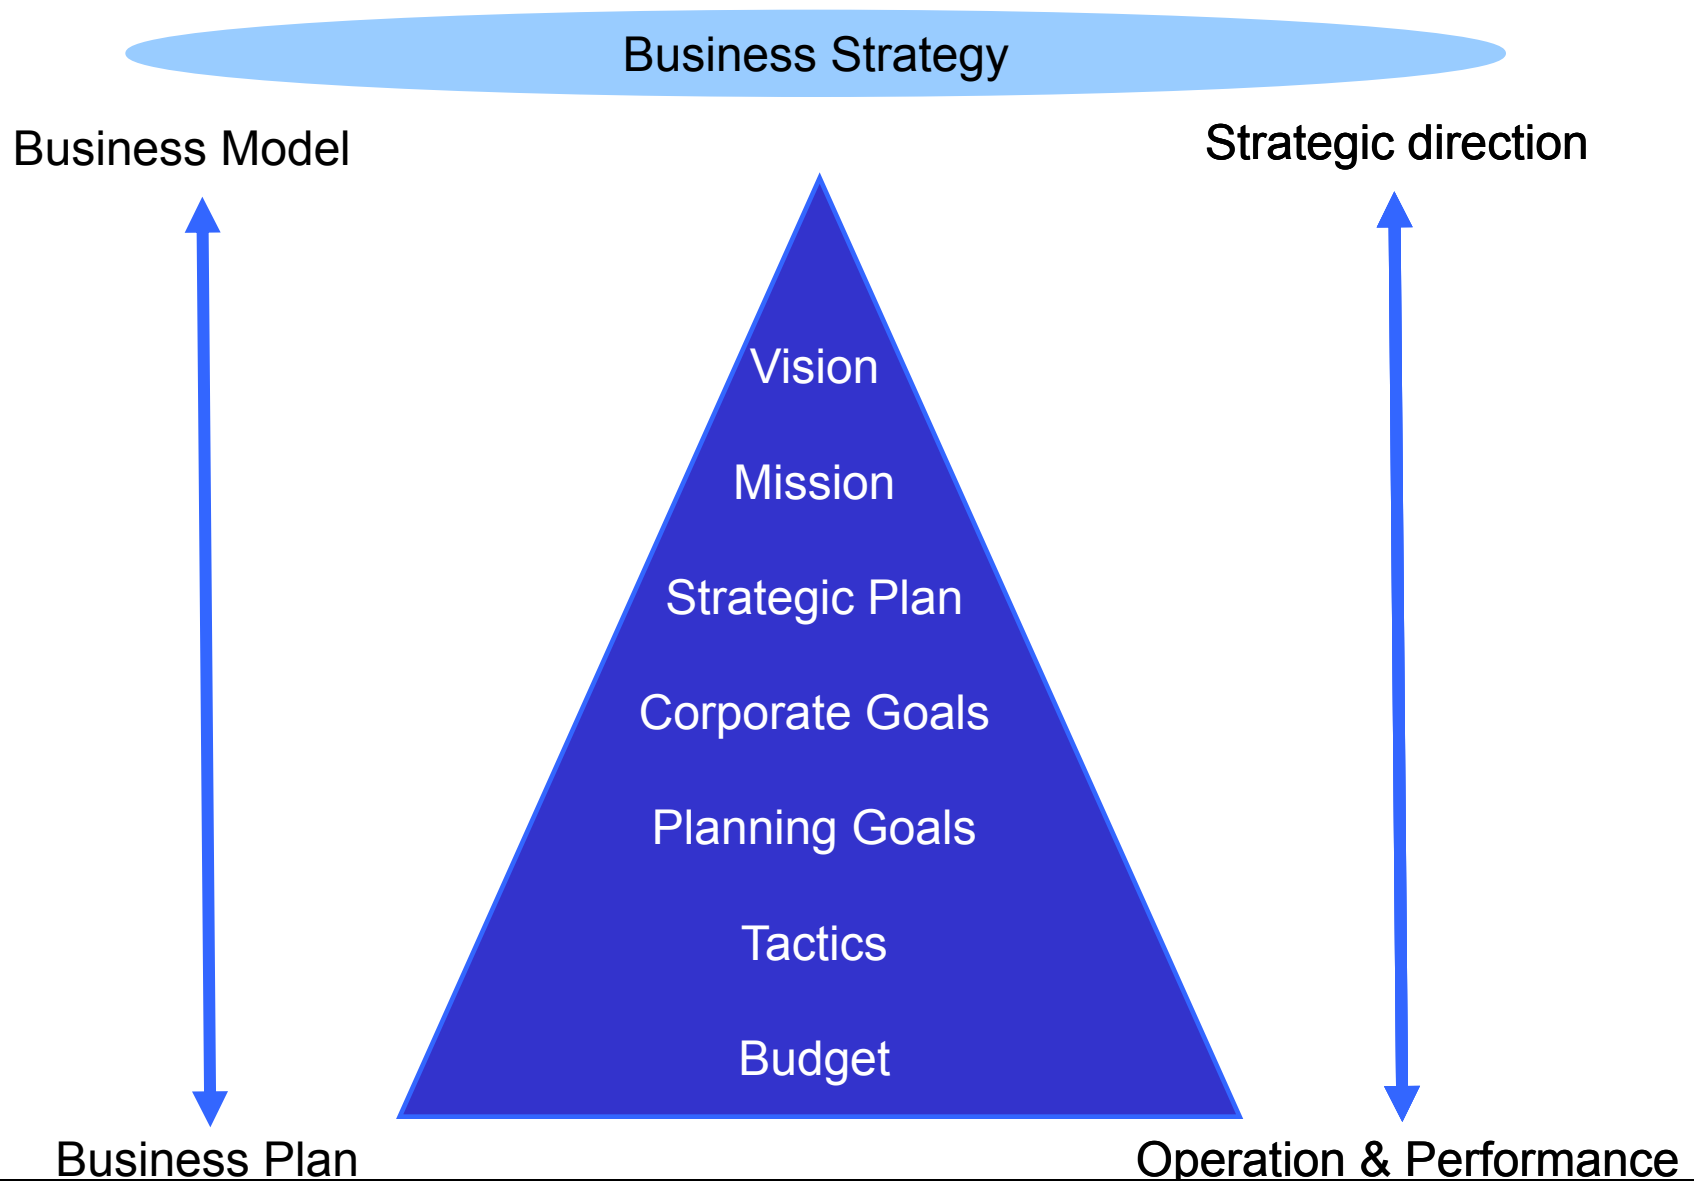 Business Strategy
Business Model
Strategic direction
Vision
Mission
Strategic Plan
Corporate Goals
Planning Goals
Tactics
Budget
Business Plan
Operation & Performance